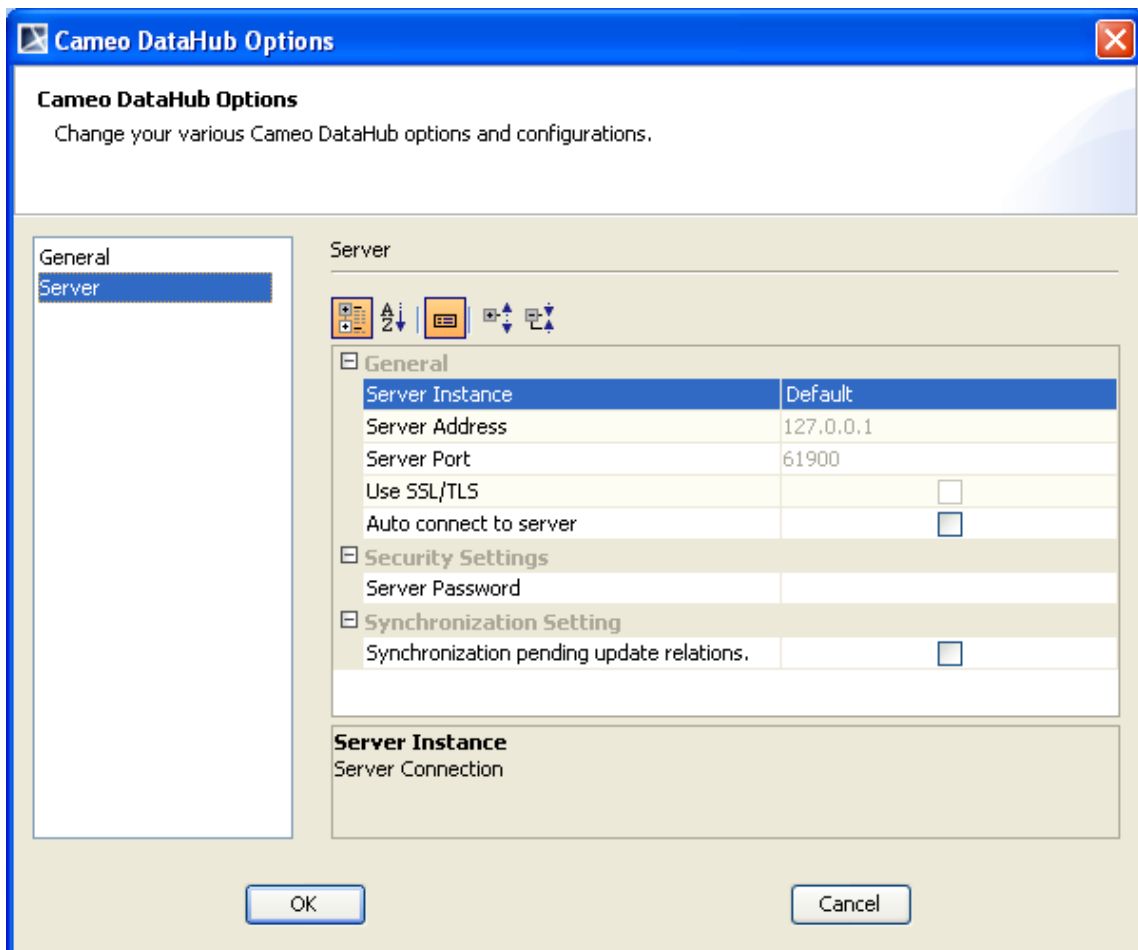 Cameo DataHub Options
Cameo DataHub Options
Change your various Cameo DataHub options and configurations.
General
Server
Server
General
Server Instance Default
Server Address 127.0.0.1
Server Port 61900
Use SSL/TLS
Auto connect to server
Security Settings
Server Password
Synchronization Setting
Synchronization pending update relations.
Server Instance
Server Connection
OK Cancel